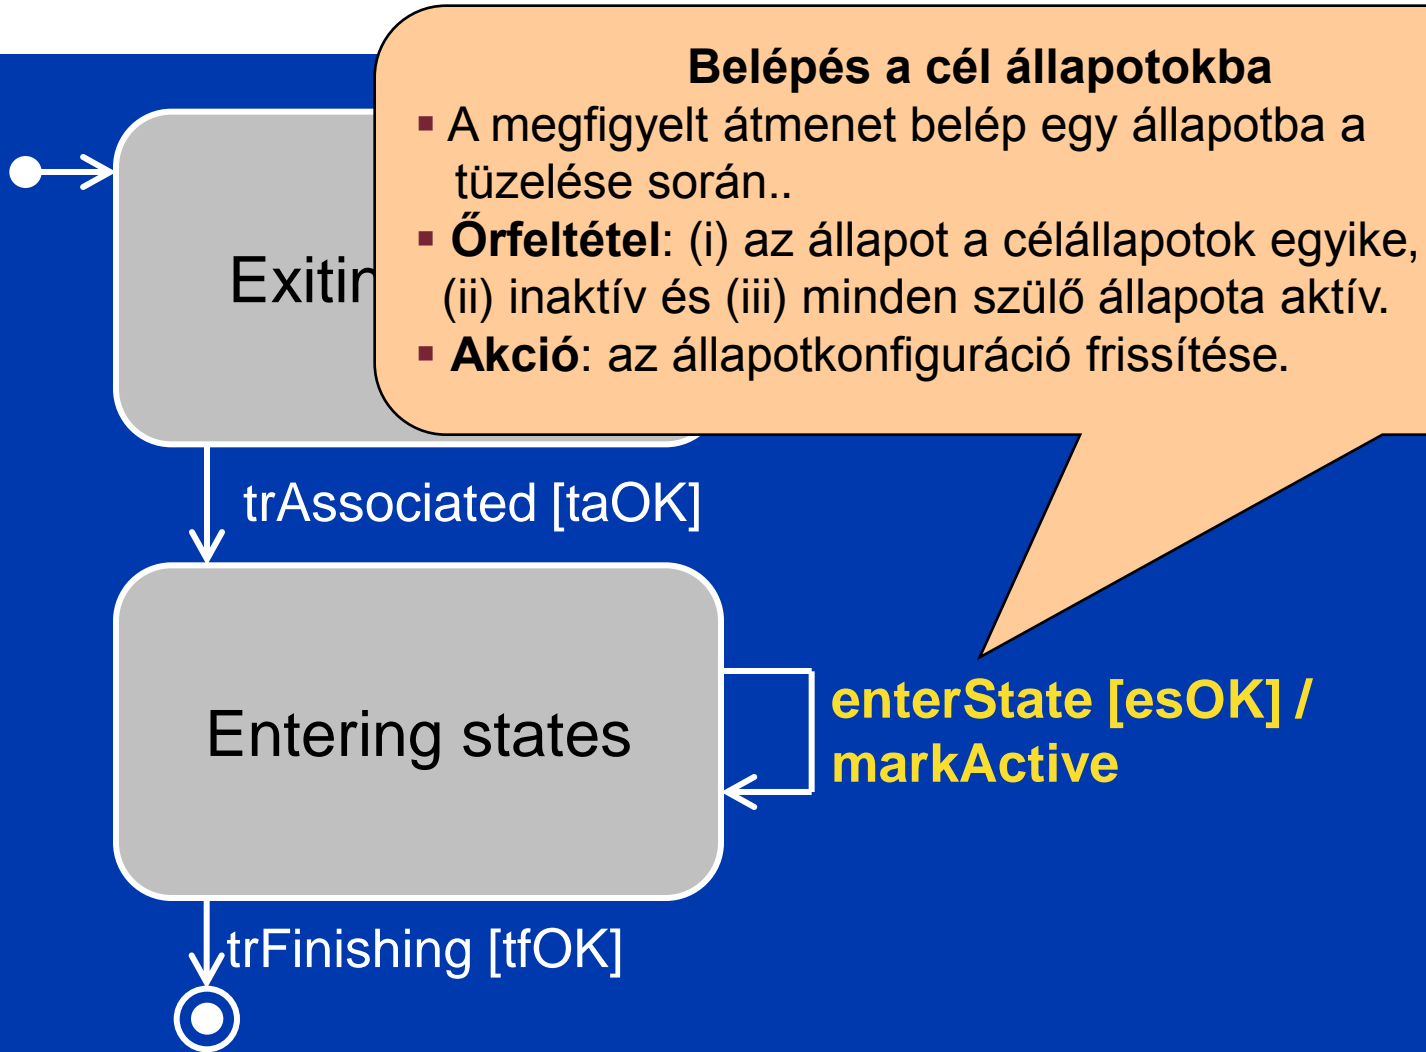 Belépés a cél állapotokba
A megfigyelt átmenet belép egy állapotba a
tüzelése során..
Őrfeltétel: (i) az állapot a célállapotok egyike,
(ii) inaktív és (iii) minden szülő állapota aktív.
Akció: az állapotkonfiguráció frissítése.
trAssociated [taOK]
Entering states
enterState [esOK] /
markActive
trFinishing [tfOK]